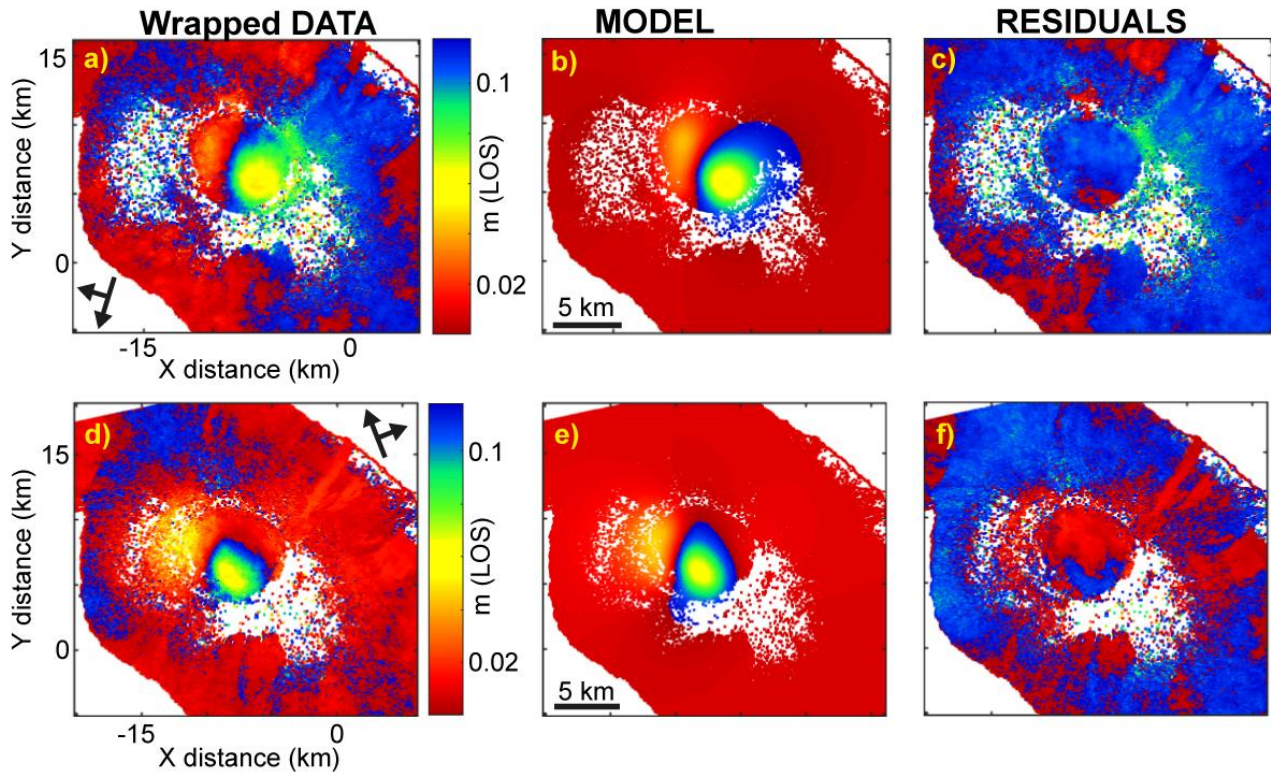 Wrapped DATA
MODEL
RESIDUALS
a)
b)
c)
15
0
Y distance (km)
0.1
0.02
m (LOS)
5 km
-15
0
X distance (km)
d)
e)
f)
15
0
Y distance (km)
0.1
0.02
m (LOS)
5 km
-15
0
X distance (km)